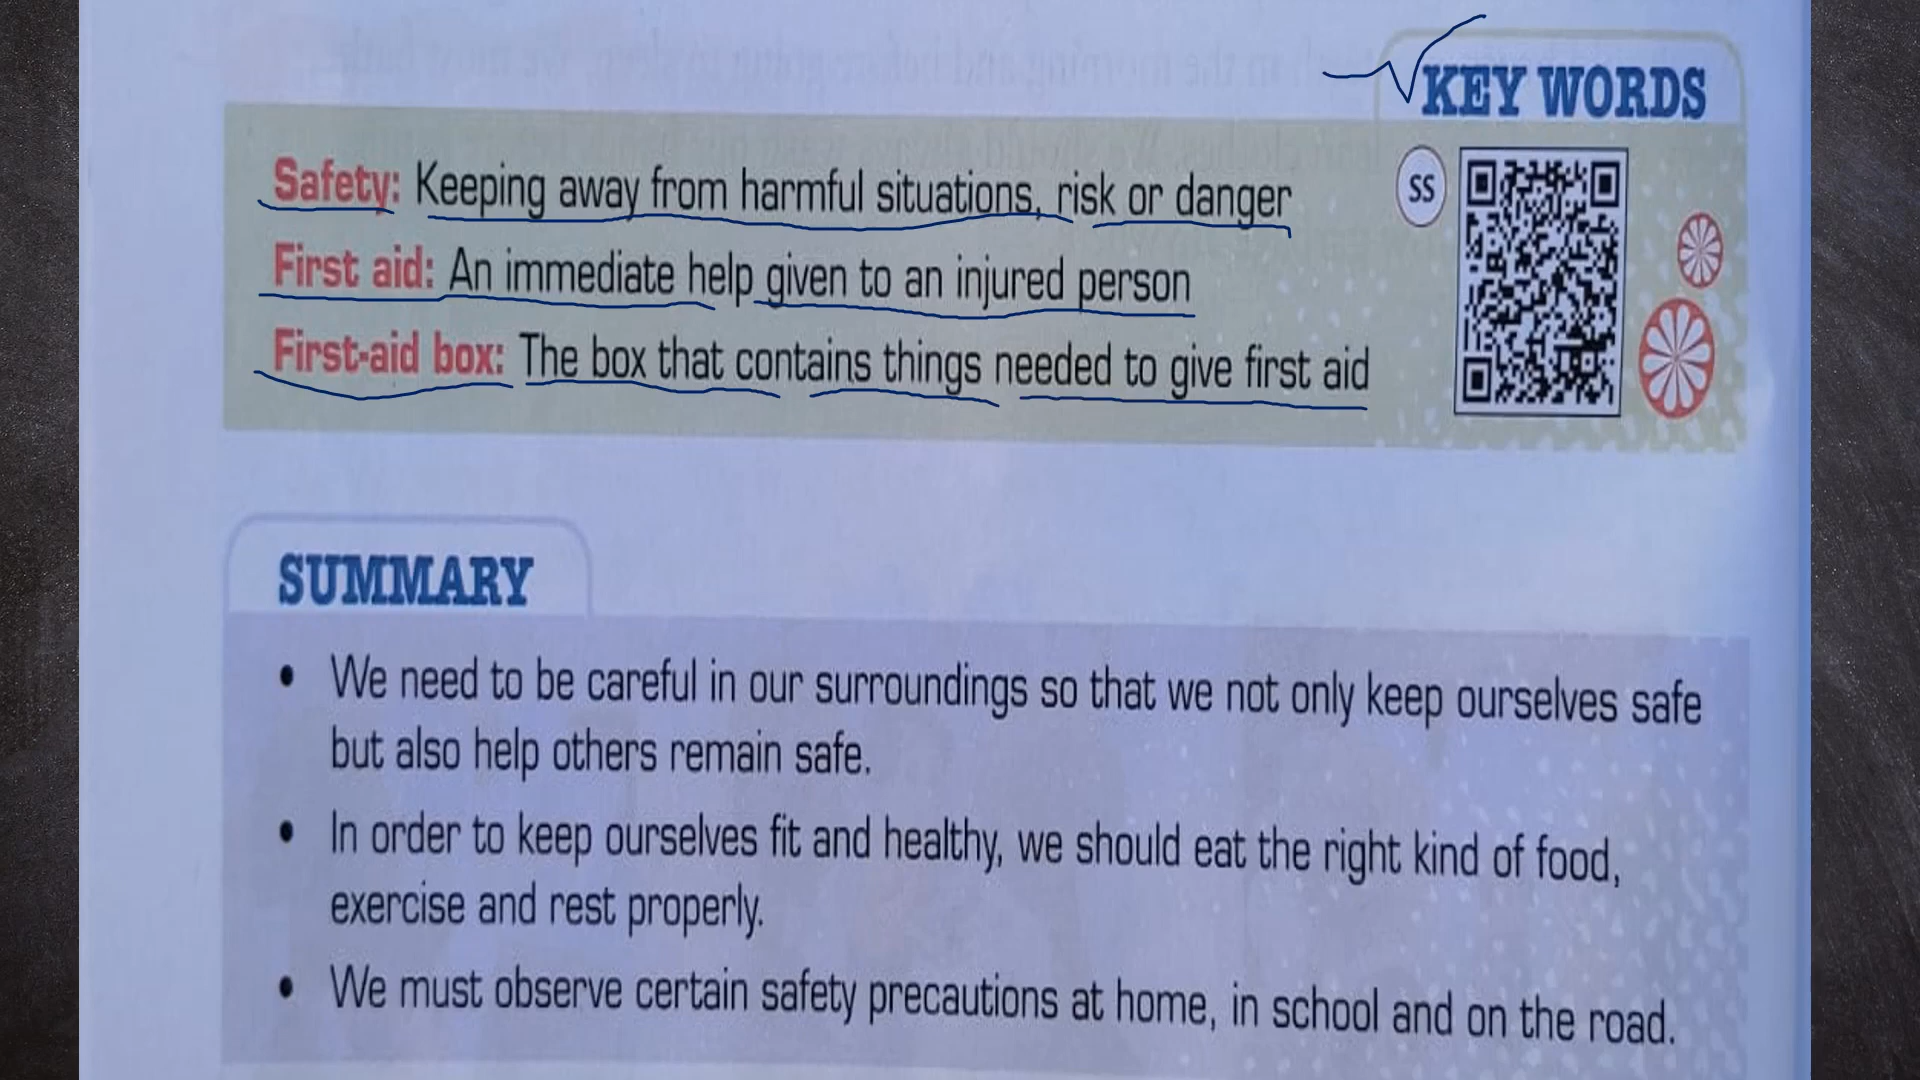 KEY WORDS
Safety: Keeping away from harmful situations, risk or danger
SS
First aid: An immediate help given to an injured person
First-aid box: The box that contains things needed to give first aid
SUMMARY
• We need to be careful in our surroundings so that we not only keep ourselves safe
but also help others remain safe.
• In order to keep ourselves fit and healthy, we should eat the right kind of food,
exercise and rest properly.
• We must observe certain safety precautions at home, in school and on the road.